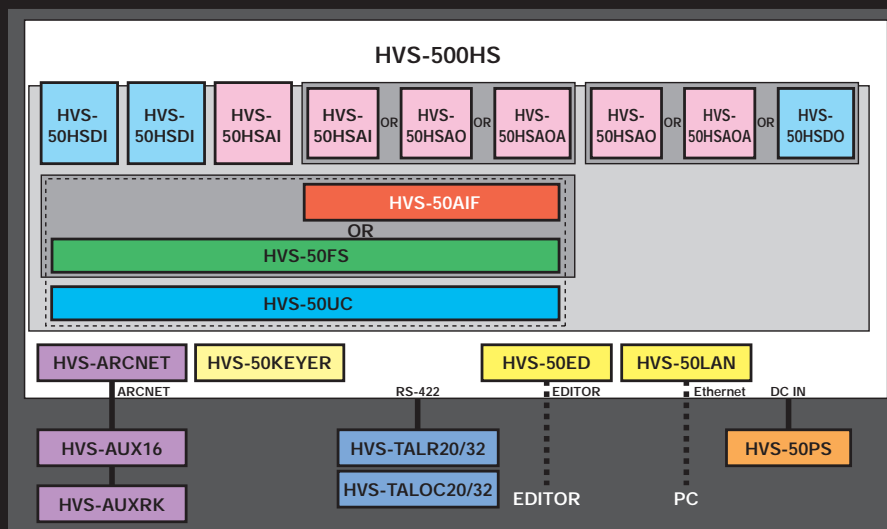 HVS-500HS
HVS-
50HSDI
HVS-
50HSDI
HVS-
50HSAI
HVS-
50HSAI
OR
HVS-
50HSAO
OR
HVS-
50HSAOA
HVS-
50HSAO
OR
HVS-
50HSAOA
OR
HVS-
50HSDO
HVS-50AIF
OR
HVS-50FS
HVS-50UC
HVS-ARCNET
HVS-50KEYER
HVS-50ED
HVS-50LAN
ARCNET
RS-422
EDITOR
Ethernet
DC IN
HVS-AUX16
HVS-TALR20/32
HVS-50PS
HVS-AUXRK
HVS-TALOC20/32
EDITOR
PC